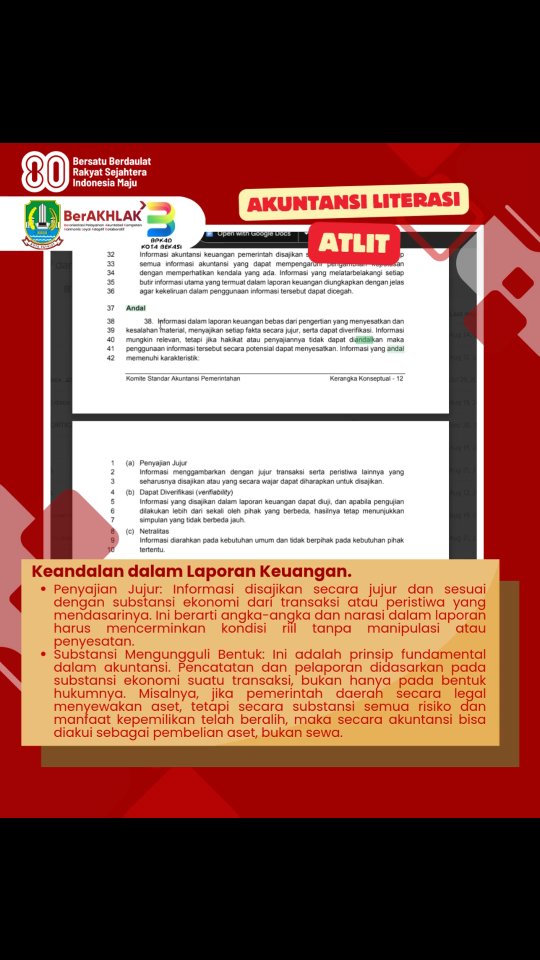 80 Bersatu Berdaulat
Rakyat Sejahtera
Indonesia Maju
BerAKHLAK
BPKAD
KOTA BEKASI
AKUNTANSI LITERASI
ATLIT
Open with Google Docs
32 Informasi akuntansi keuangan pemerintah disajikan
33 semua informasi akuntansi yang dapat mempengaruhi pengambilan keputusan
34 dengan memperhatikan kendala yang ada. Informasi yang melatarbelakangi setiap
35 butir informasi utama yang termuat dalam laporan keuangan diungkapkan dengan jelas
36 agar kekeliruan dalam penggunaan informasi tersebut dapat dicegah.
37 Andal
38 38. Informasi dalam laporan keuangan bebas dari pengertian yang menyesatkan dan
39 kesalahan material, menyajikan setiap fakta secara jujur, serta dapat diverifikasi. Informasi
40 mungkin relevan, tetapi jika hakikat atau penyajiannya tidak dapat diandalkan maka
41 penggunaan informasi tersebut secara potensial dapat menyesatkan. Informasi yang andal
42 memenuhi karakteristik:
Komite Standar Akuntansi Pemerintahan Kerangka Konseptual - 12
1 (a) Penyajian Jujur
2 Informasi menggambarkan dengan jujur transaksi serta peristiwa lainnya yang
3 seharusnya disajikan atau yang secara wajar dapat diharapkan untuk disajikan.
4 (b) Dapat Diverifikasi (verifiability)
5 Informasi yang disajikan dalam laporan keuangan dapat diuji, dan apabila pengujian
6 dilakukan lebih dari sekali oleh pihak yang berbeda, hasilnya tetap menunjukkan
7 simpulan yang tidak berbeda jauh.
8 (c) Netralitas
9 Informasi diarahkan pada kebutuhan umum dan tidak berpihak pada kebutuhan pihak
10 tertentu.
Keandalan dalam Laporan Keuangan.
• Penyajian Jujur: Informasi disajikan secara jujur dan sesuai
dengan substansi ekonomi dari transaksi atau peristiwa yang
mendasarinya. Ini berarti angka-angka dan narasi dalam laporan
harus mencerminkan kondisi riil tanpa manipulasi atau
penyesatan.
• Substansi Mengungguli Bentuk: Ini adalah prinsip fundamental
dalam akuntansi. Pencatatan dan pelaporan didasarkan pada
substansi ekonomi suatu transaksi, bukan hanya pada bentuk
hukumnya. Misalnya, jika pemerintah daerah secara legal
menyewakan aset, tetapi secara substansi semua risiko dan
manfaat kepemilikan telah beralih, maka secara akuntansi bisa
diakui sebagai pembelian aset, bukan sewa.